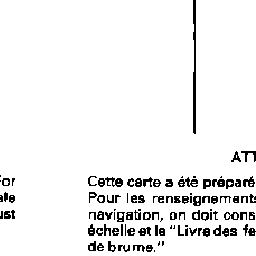 ATT
For
ust
Cette carte a été préparé
Pour les renseignements
navigation, on doit cons
échelle et le "Livre des fe
de brume."